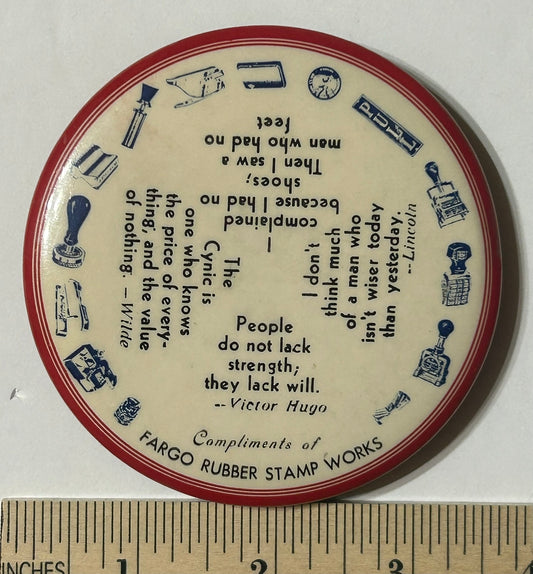 I
complained
because I had no
shoes;
Then I saw a
man who had no
feet
PULL
I don't
think much
of a man who
isn't wiser today
than yesterday.
--Lincoln
The
Cynic is
one who knows
the price of every-
thing, and the value
of nothing. —Wilde
People
do not lack
strength;
they lack will.
--Victor Hugo
Compliments of
FARGO RUBBER STAMP WORKS
INCHES 1 2 3 4